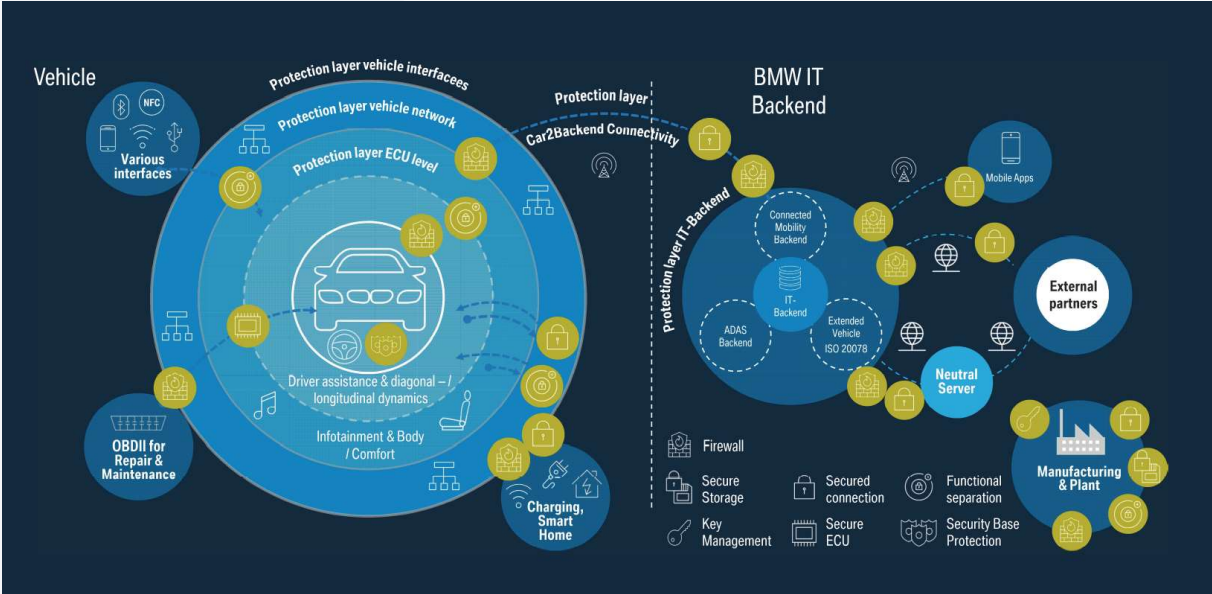 Vehicle
NFC
Various
interfaces
Protection layer vehicle interfacees
Protection layer vehicle network
Protection layer ECU level
Driver assistance & diagonal – /
longitudinal dynamics
Infotainment & Body
/ Comfort
OBDII for
Repair &
Maintenance
Charging,
Smart
Home
Protection layer
Car2Backend Connectivity
BMW IT
Backend
Protection layer IT-Backend
Connected
Mobility
Backend
IT-
Backend
ADAS
Backend
Extended
Vehicle
ISO 20078
Mobile Apps
External
partners
Neutral
Server
Manufacturing
& Plant
Firewall
Secure
Storage
Secured
connection
Functional
separation
Key
Management
Secure
ECU
Security Base
Protection